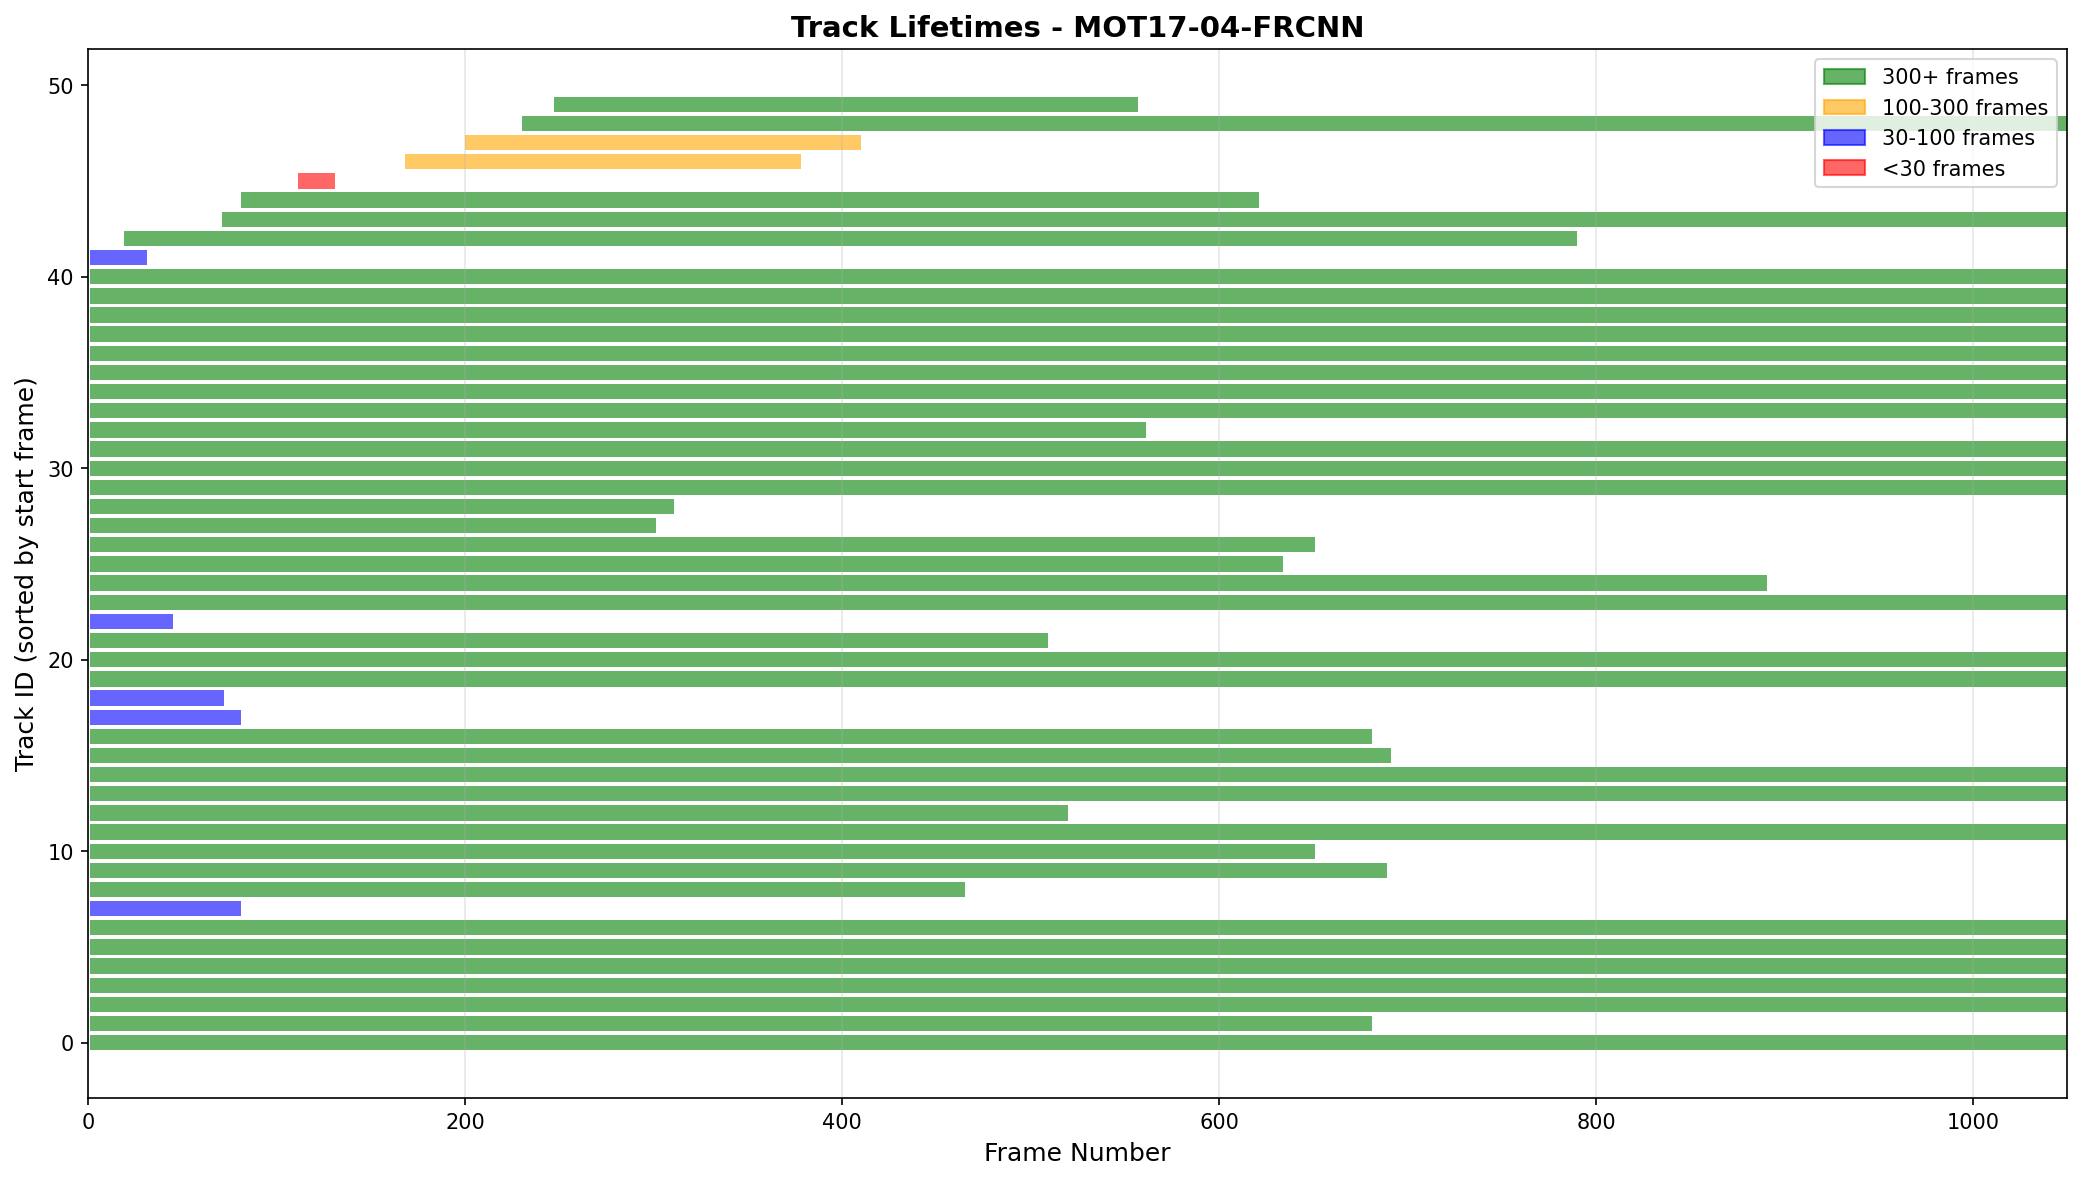 Track Lifetimes - MOT17-04-FRCNN
300+ frames
100-300 frames
30-100 frames
<30 frames
Track ID (sorted by start frame)
50
40
30
20
10
0
0 200 400 600 800 1000
Frame Number